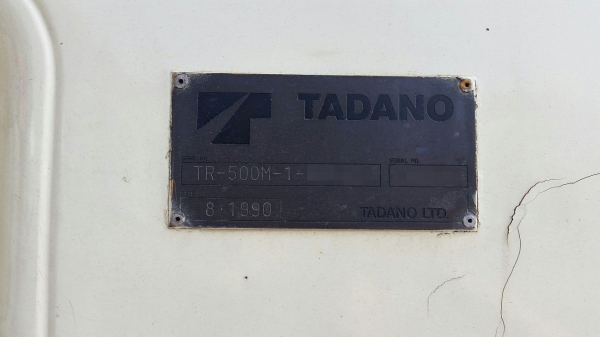 TADANO
SERIAL NO.
TR-500M-1-
8-1990
TADANO LTD.